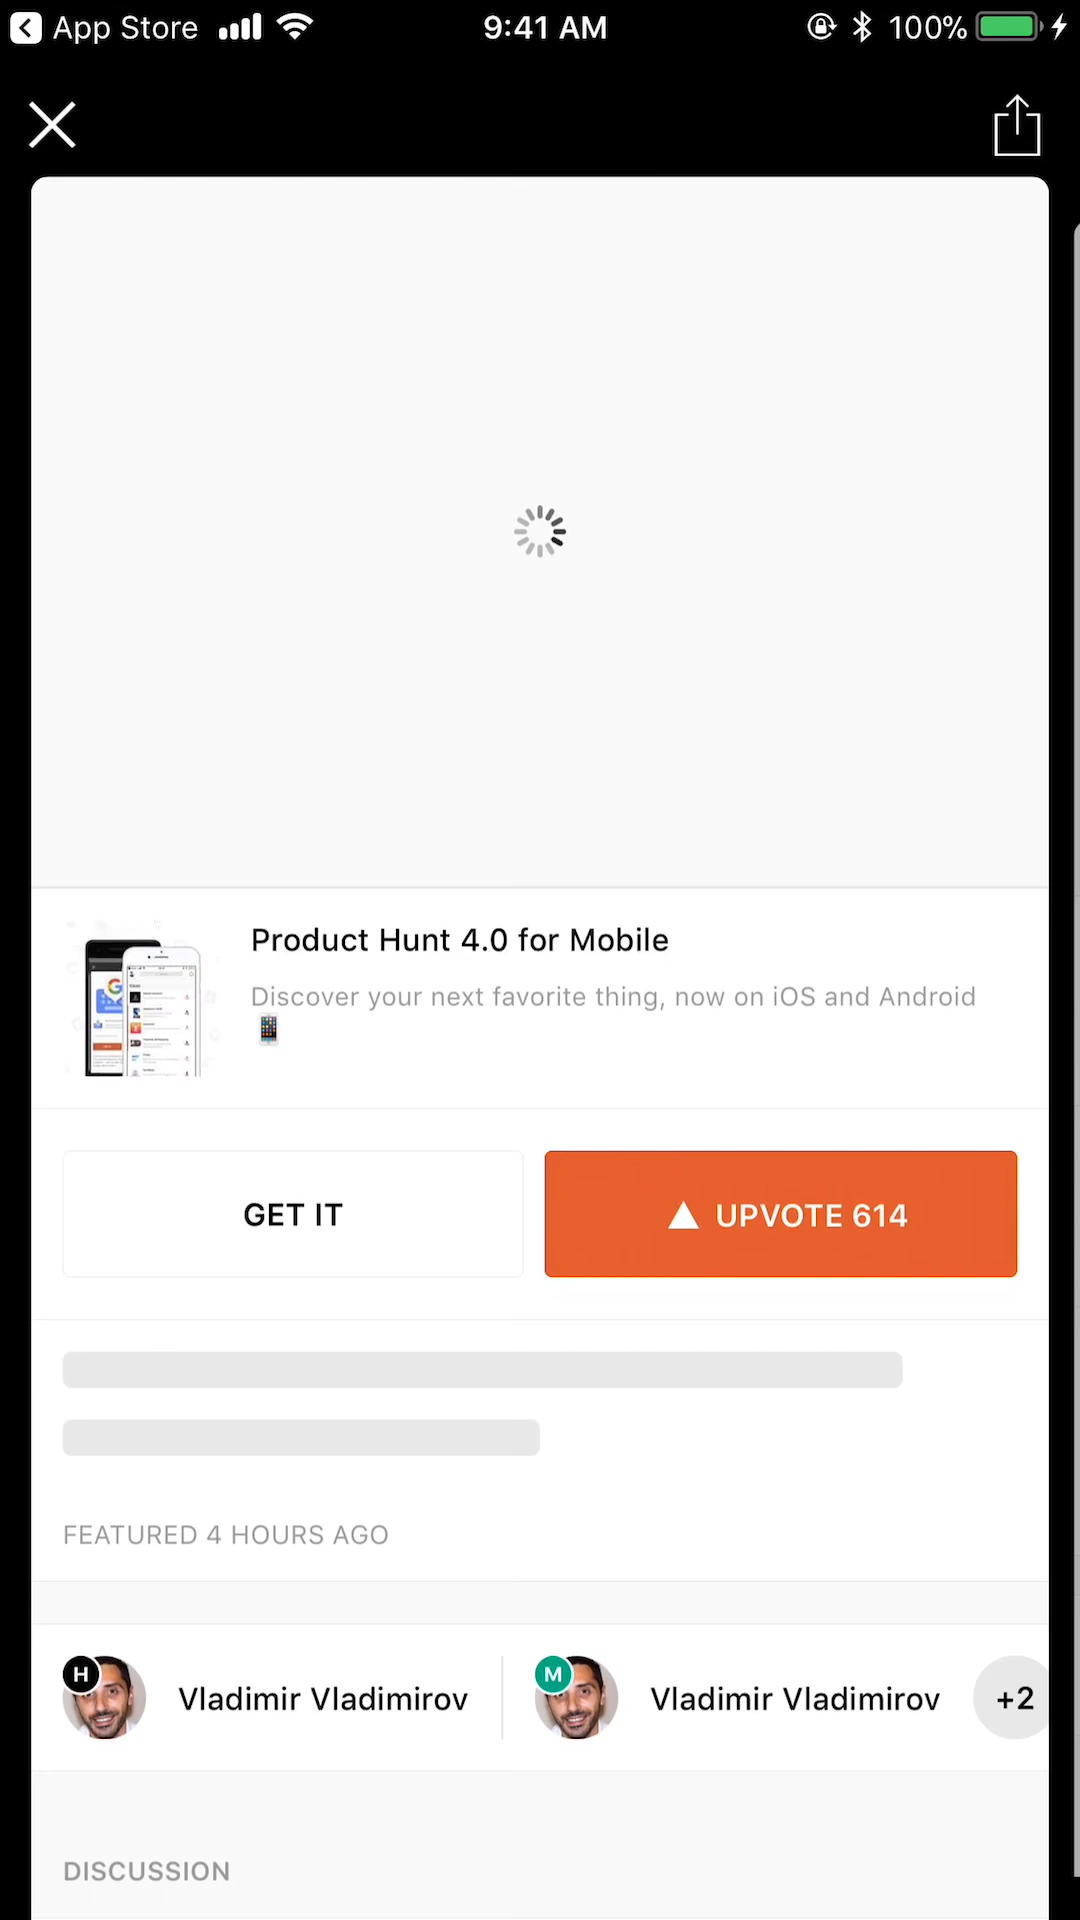 App Store
9:41 AM
100%
Product Hunt 4.0 for Mobile
Discover your next favorite thing, now on iOS and Android
📱
GET IT
UPVOTE 614
FEATURED 4 HOURS AGO
H
Vladimir Vladimirov
M
Vladimir Vladimirov
+2
DISCUSSION